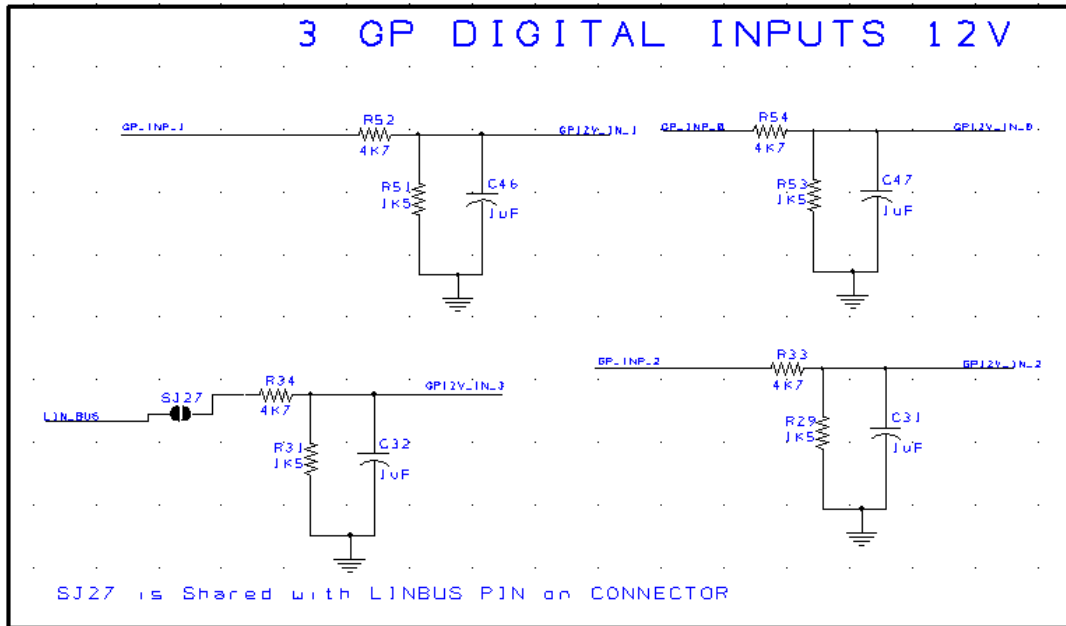 3 GP DIGITAL INPUTS 12V
GP_INP_1
R52
4K7
GP12V_IN_1
R51
1K5
C46
1uF
GP_INP_0
R54
4K7
GP12V_IN_0
R53
1K5
C47
1uF
LIN_BUS
SJ27
R34
4K7
GP12V_IN_3
R31
1K5
C32
1uF
GP_INP_2
R33
4K7
GP12V_IN_2
R29
1K5
C31
1uF
SJ27 is Shared with LINBUS PIN on CONNECTOR